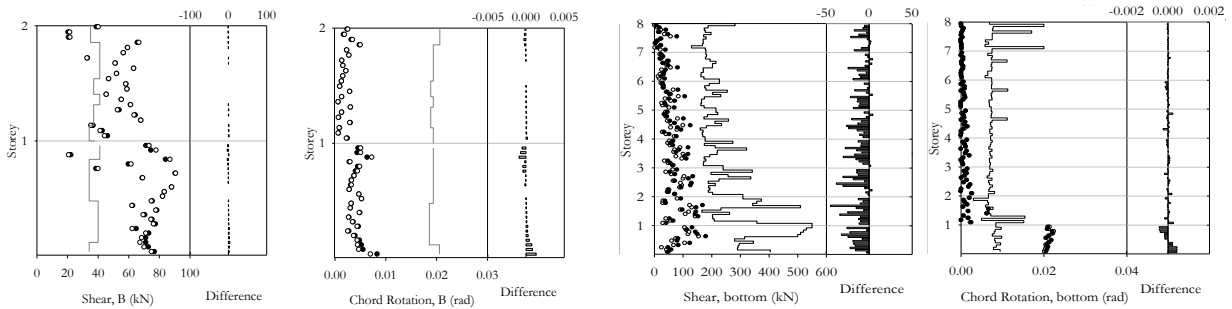 -100 0 100
2
1
0
Storey
0 20 40 60 80 100
Shear, B (kN)
Difference
-0.005 0.000 0.005
2
1
0
Storey
0.00 0.01 0.02 0.03
Chord Rotation, B (rad)
Difference
-50 0 50
8
7
6
5
4
3
2
1
0
Storey
0 100 200 300 400 500 600
Shear, bottom (kN)
Difference
-0.002 0.000 0.002
8
7
6
5
4
3
2
1
0
Storey
0.00 0.02 0.04
Chord Rotation, bottom (rad)
Difference